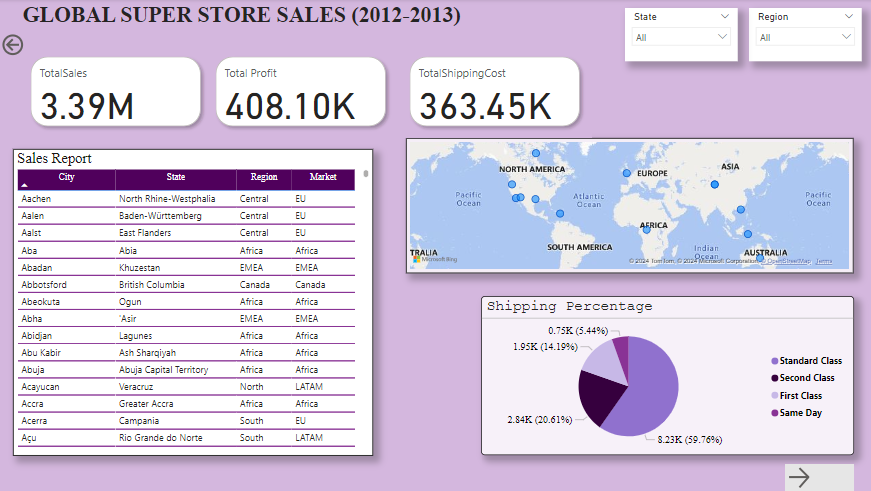 GLOBAL SUPER STORE SALES (2012-2013)
State
All
Region
All
TotalSales
3.39M
Total Profit
408.10K
TotalShippingCost
363.45K
Sales Report
City State Region Market
Aachen North Rhine-Westphalia Central EU
Aalen Baden-Württemberg Central EU
Aalst East Flanders Central EU
Aba Abia Africa Africa
Abadan Khuzestan EMEA EMEA
Abbotsford British Columbia Canada Canada
Abeokuta Ogun Africa Africa
Abha 'Asir EMEA EMEA
Abidjan Lagunes Africa Africa
Abu Kabir Ash Sharqiyah Africa Africa
Abuja Abuja Capital Territory Africa Africa
Acayucan Veracruz North LATAM
Accra Greater Accra Africa Africa
Acerra Campania South EU
Açu Rio Grande do Norte South LATAM
NORTH AMERICA
EUROPE
ASIA
Pacific
Ocean
Atlantic
Ocean
Pacific
Ocean
AFRICA
SOUTH AMERICA
Indian
Ocean
TRALIA
AUSTRALIA
Microsoft Bing
© 2024 TomTom, © 2024 Microsoft Corporation, © OpenStreetMap Terms
Shipping Percentage
0.75K (5.44%)
1.95K (14.19%)
2.84K (20.61%)
8.23K (59.76%)
Standard Class
Second Class
First Class
Same Day